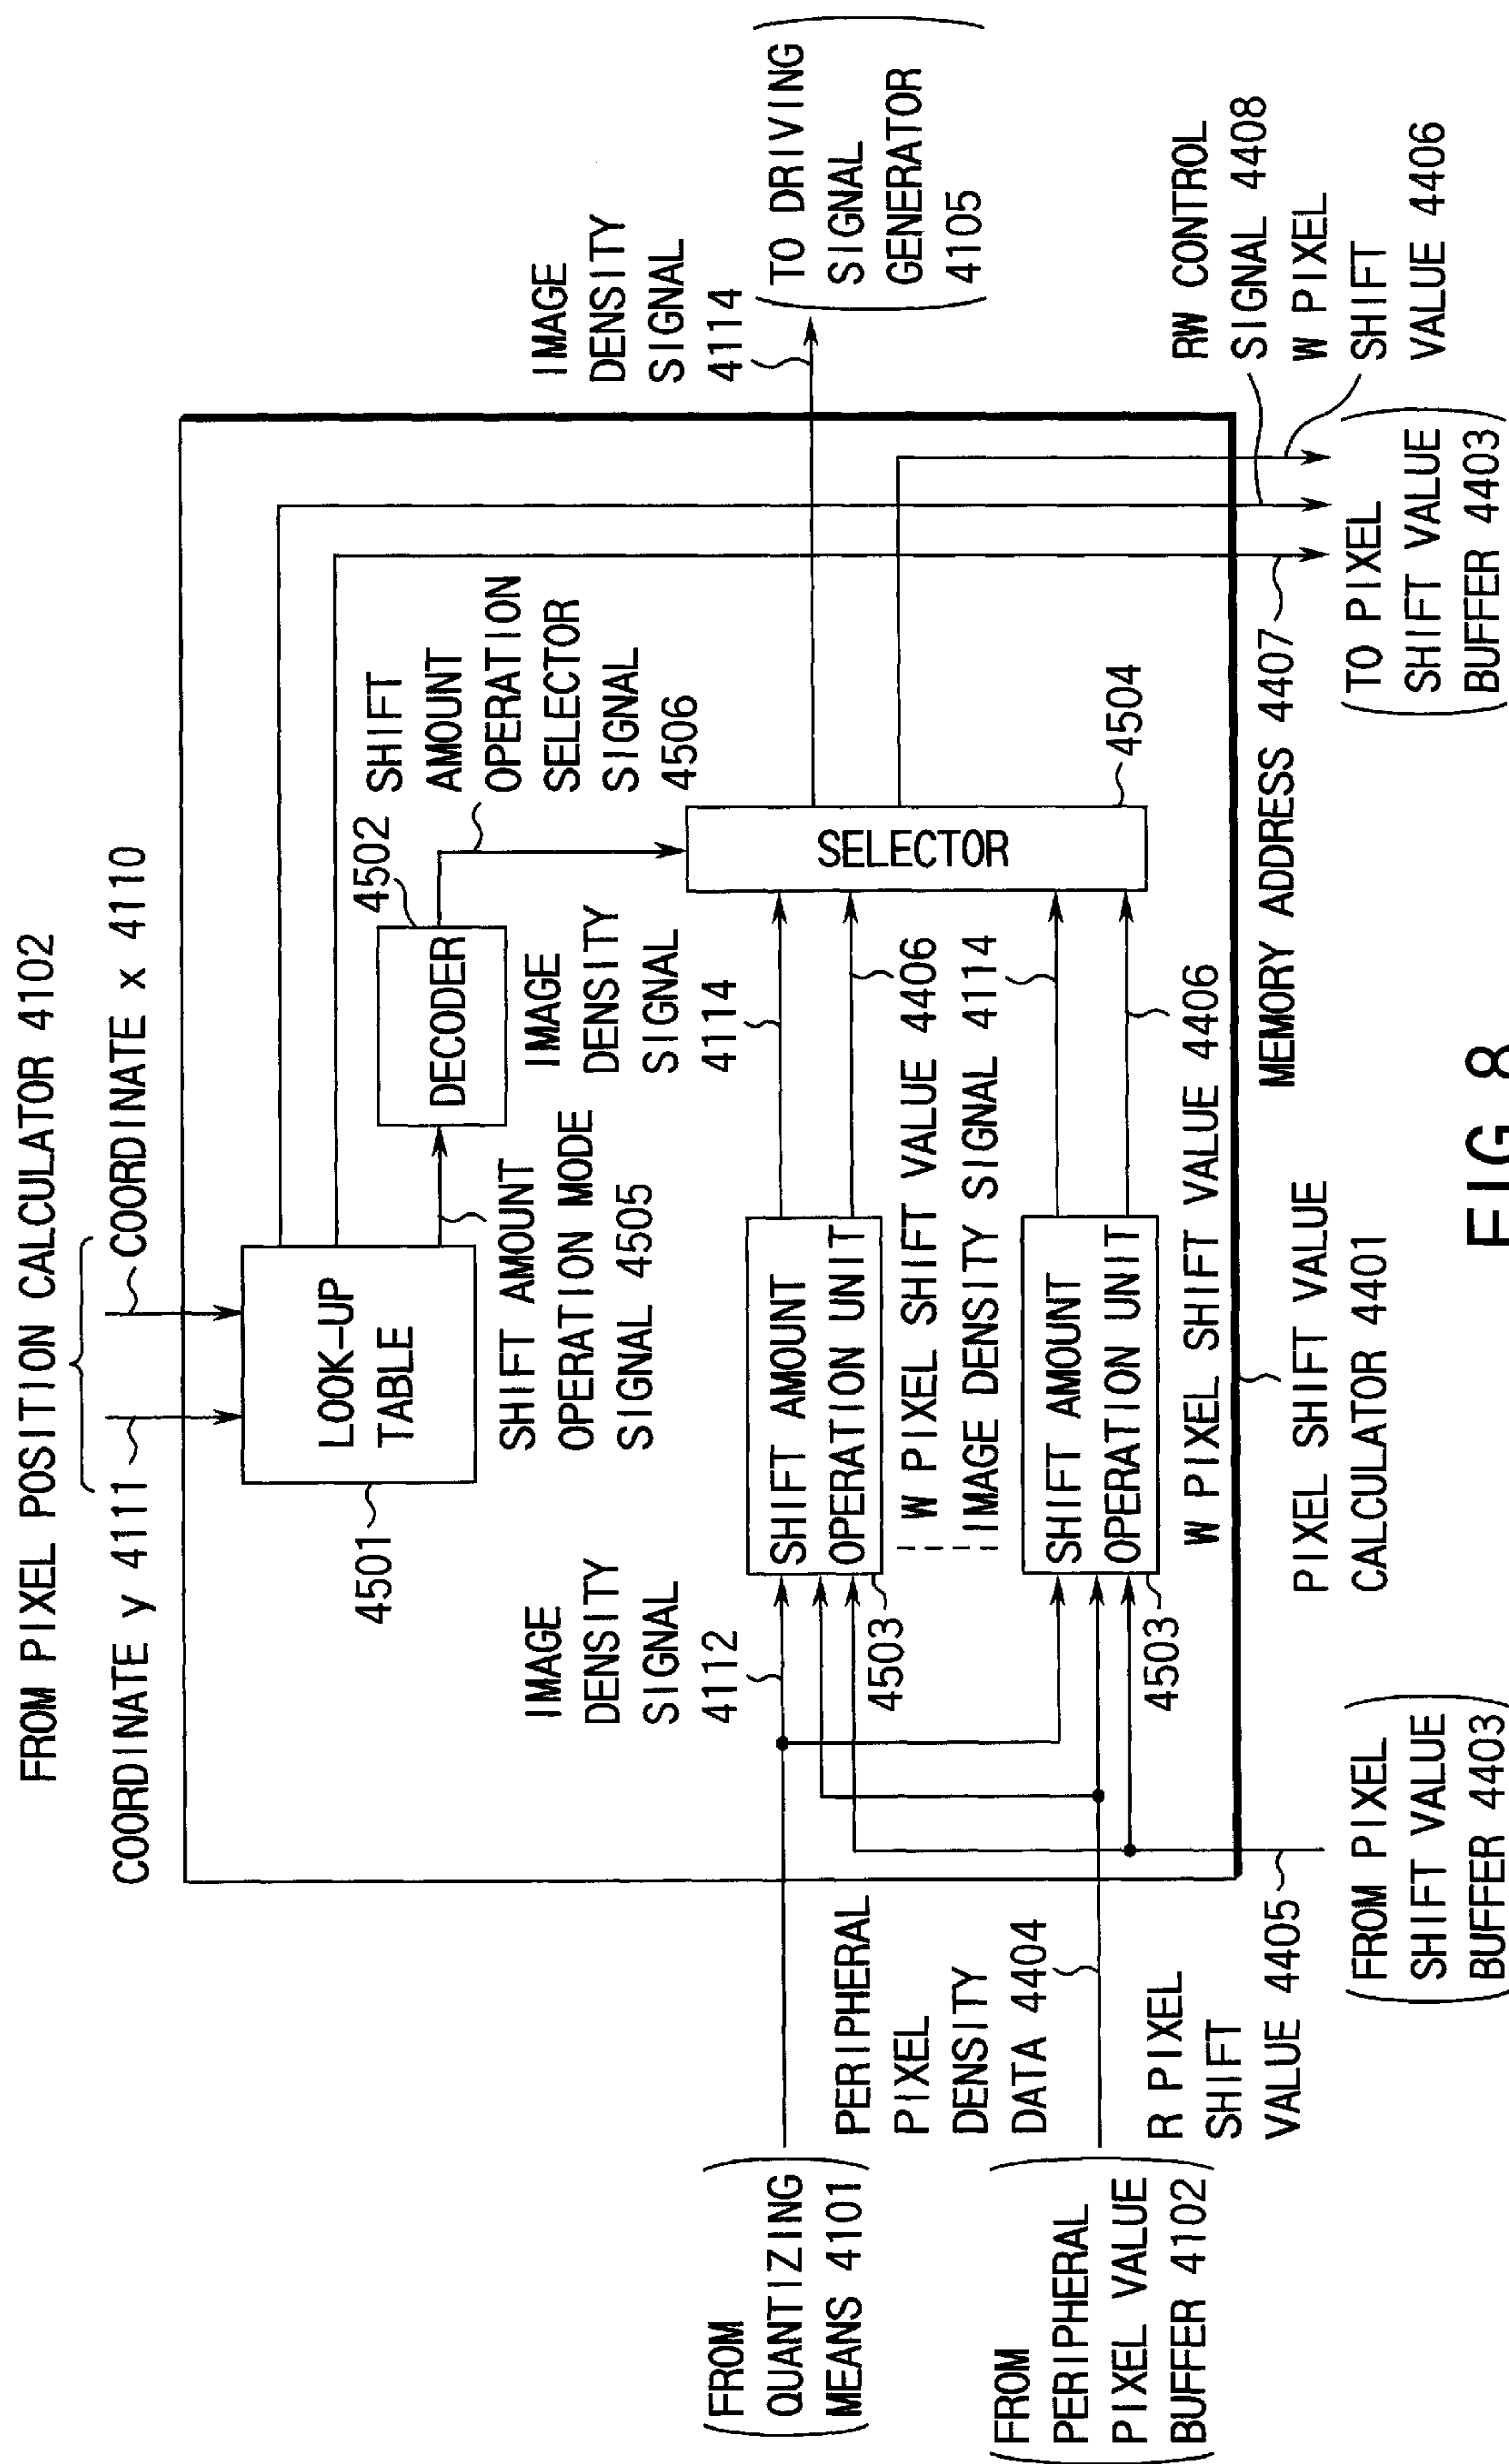 FROM PIXEL POSITION CALCULATOR 4102
COORDINATE y 4111
COORDINATE x 4110
LOOK-UP
TABLE
4501
SHIFT AMOUNT
OPERATION MODE
SIGNAL 4505
DECODER
4502
SHIFT
AMOUNT
OPERATION
SELECTOR
SIGNAL
4506
IMAGE
DENSITY
SIGNAL
4114
TO DRIVING
SIGNAL
GENERATOR
4105
FROM
QUANTIZING
MEANS 4101
IMAGE
DENSITY
SIGNAL
4112
SHIFT AMOUNT
OPERATION UNIT
4503
IMAGE
DENSITY
SIGNAL
4114
W PIXEL SHIFT VALUE 4406
IMAGE DENSITY SIGNAL 4114
SELECTOR
4504
PERIPHERAL
PIXEL
DENSITY
DATA 4404
FROM
PERIPHERAL
PIXEL VALUE
BUFFER 4102
SHIFT AMOUNT
OPERATION UNIT
4503
W PIXEL SHIFT VALUE 4406
R PIXEL
SHIFT
VALUE 4405
FROM PIXEL
SHIFT VALUE
BUFFER 4403
PIXEL SHIFT VALUE
CALCULATOR 4401
MEMORY ADDRESS 4407
RW CONTROL
SIGNAL 4408
W PIXEL
SHIFT
VALUE 4406
TO PIXEL
SHIFT VALUE
BUFFER 4403
FIG. 8